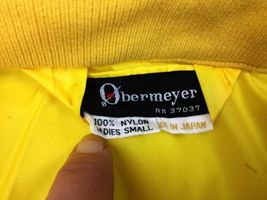 Obermeyer
RN 37037
100% NYLON
LADIES SMALL MADE IN JAPAN